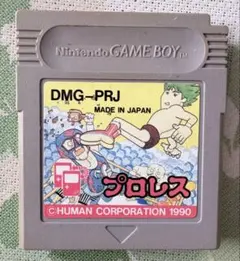 Nintendo GAME BOY
DMG-PRJ
MADE IN JAPAN
プロレス
©HUMAN CORPORATION 1990